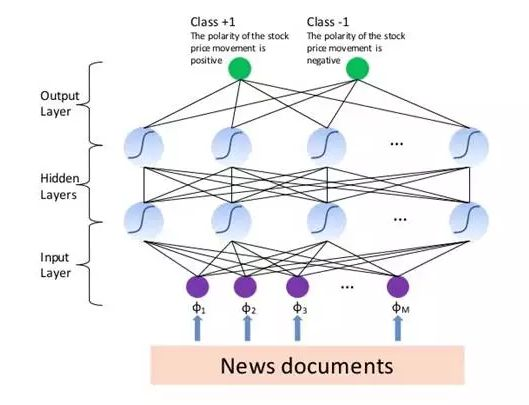 Class +1
The polarity of the stock
price movement is
positive
Class -1
The polarity of the stock
price movement is
negative
Output
Layer
...
Hidden
Layers
...
Input
Layer
...
ϕ1
ϕ2
ϕ3
ϕM
News documents